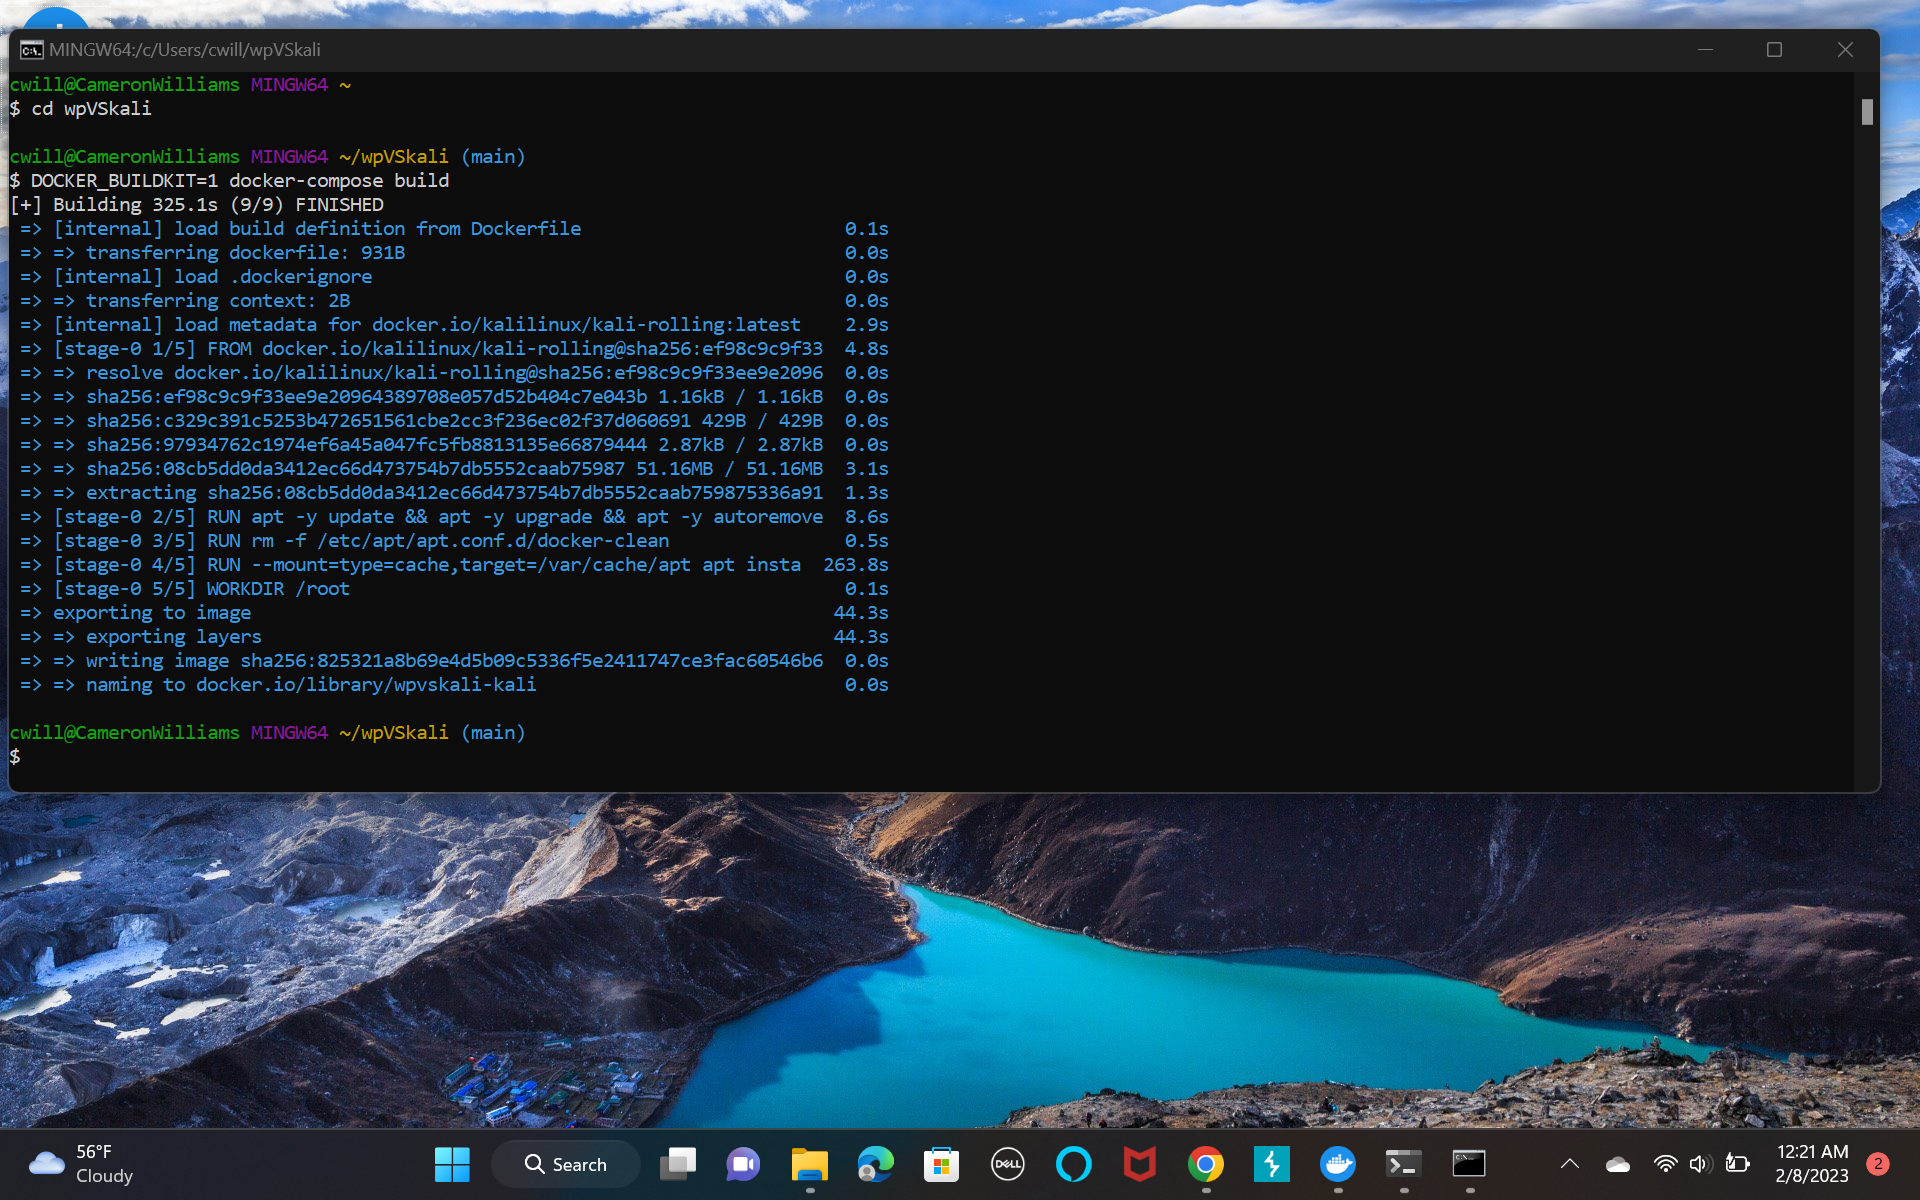 MINGW64:/c/Users/cwill/wpVSkali
cwill@CameronWilliams MINGW64 ~
$ cd wpVSkali
cwill@CameronWilliams MINGW64 ~/wpVSkali (main)
$ DOCKER_BUILDKIT=1 docker-compose build
[+] Building 325.1s (9/9) FINISHED
=> [internal] load build definition from Dockerfile 0.1s
=> => transferring dockerfile: 931B 0.0s
=> [internal] load .dockerignore 0.0s
=> => transferring context: 2B 0.0s
=> [internal] load metadata for docker.io/kalilinux/kali-rolling:latest 2.9s
=> [stage-0 1/5] FROM docker.io/kalilinux/kali-rolling@sha256:ef98c9c9f33 4.8s
=> => resolve docker.io/kalilinux/kali-rolling@sha256:ef98c9c9f33ee9e2096 0.0s
=> => sha256:ef98c9c9f33ee9e20964389708e057d52b404c7e043b 1.16kB / 1.16kB 0.0s
=> => sha256:c329c391c5253b472651561cbe2cc3f236ec02f37d060691 429B / 429B 0.0s
=> => sha256:97934762c1974ef6a45a047fc5fb8813135e66879444 2.87kB / 2.87kB 0.0s
=> => sha256:08cb5dd0da3412ec66d473754b7db5552caab75987 51.16MB / 51.16MB 3.1s
=> => extracting sha256:08cb5dd0da3412ec66d473754b7db5552caab759875336a91 1.3s
=> [stage-0 2/5] RUN apt -y update && apt -y upgrade && apt -y autoremove 8.6s
=> [stage-0 3/5] RUN rm -f /etc/apt/apt.conf.d/docker-clean 0.5s
=> [stage-0 4/5] RUN --mount=type=cache,target=/var/cache/apt apt insta 263.8s
=> [stage-0 5/5] WORKDIR /root 0.1s
=> exporting to image 44.3s
=> => exporting layers 44.3s
=> => writing image sha256:825321a8b69e4d5b09c5336f5e2411747ce3fac60546b6 0.0s
=> => naming to docker.io/library/wpvskali-kali 0.0s
cwill@CameronWilliams MINGW64 ~/wpVSkali (main)
$
56°F
Cloudy
Search
DELL
12:21 AM
2/8/2023
2